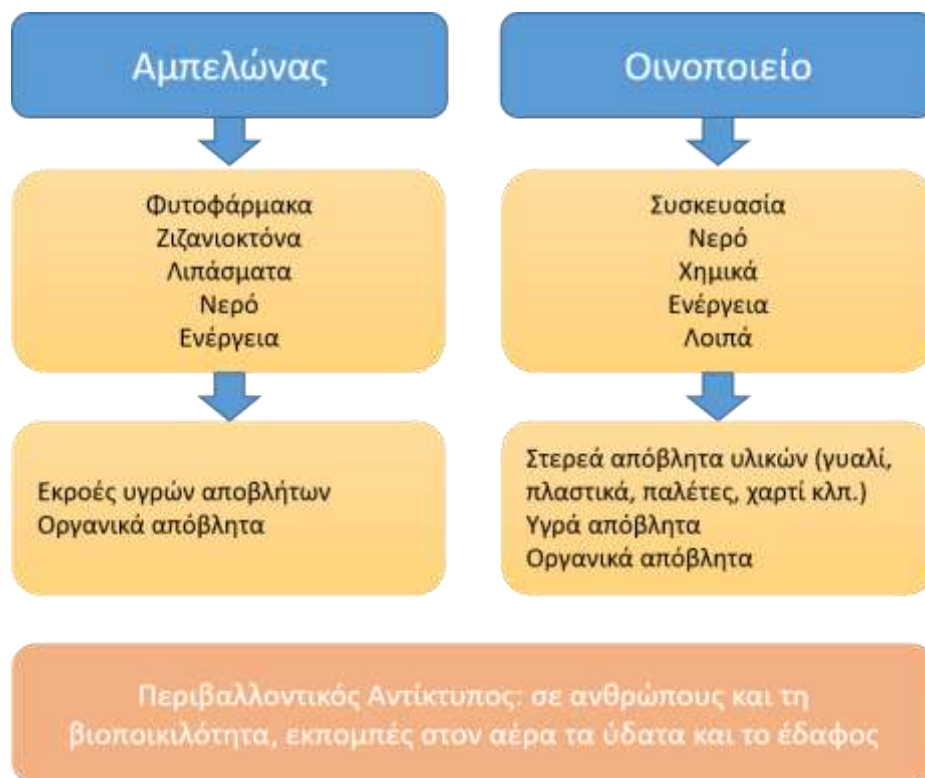 Αμπελώνας
Φυτοφάρμακα
Ζιζανιοκτόνα
Λιπάσματα
Νερό
Ενέργεια
Εκροές υγρών αποβλήτων
Οργανικά απόβλητα
Οινοποιείο
Συσκευασία
Νερό
Χημικά
Ενέργεια
Λοιπά
Στερεά απόβλητα υλικών (γυαλί,
πλαστικά, παλέτες, χαρτί κλπ.)
Υγρά απόβλητα
Οργανικά απόβλητα
Περιβαλλοντικός Αντίκτυπος: σε ανθρώπους και τη
βιοποικιλότητα, εκπομπές στον αέρα τα ύδατα και το έδαφος